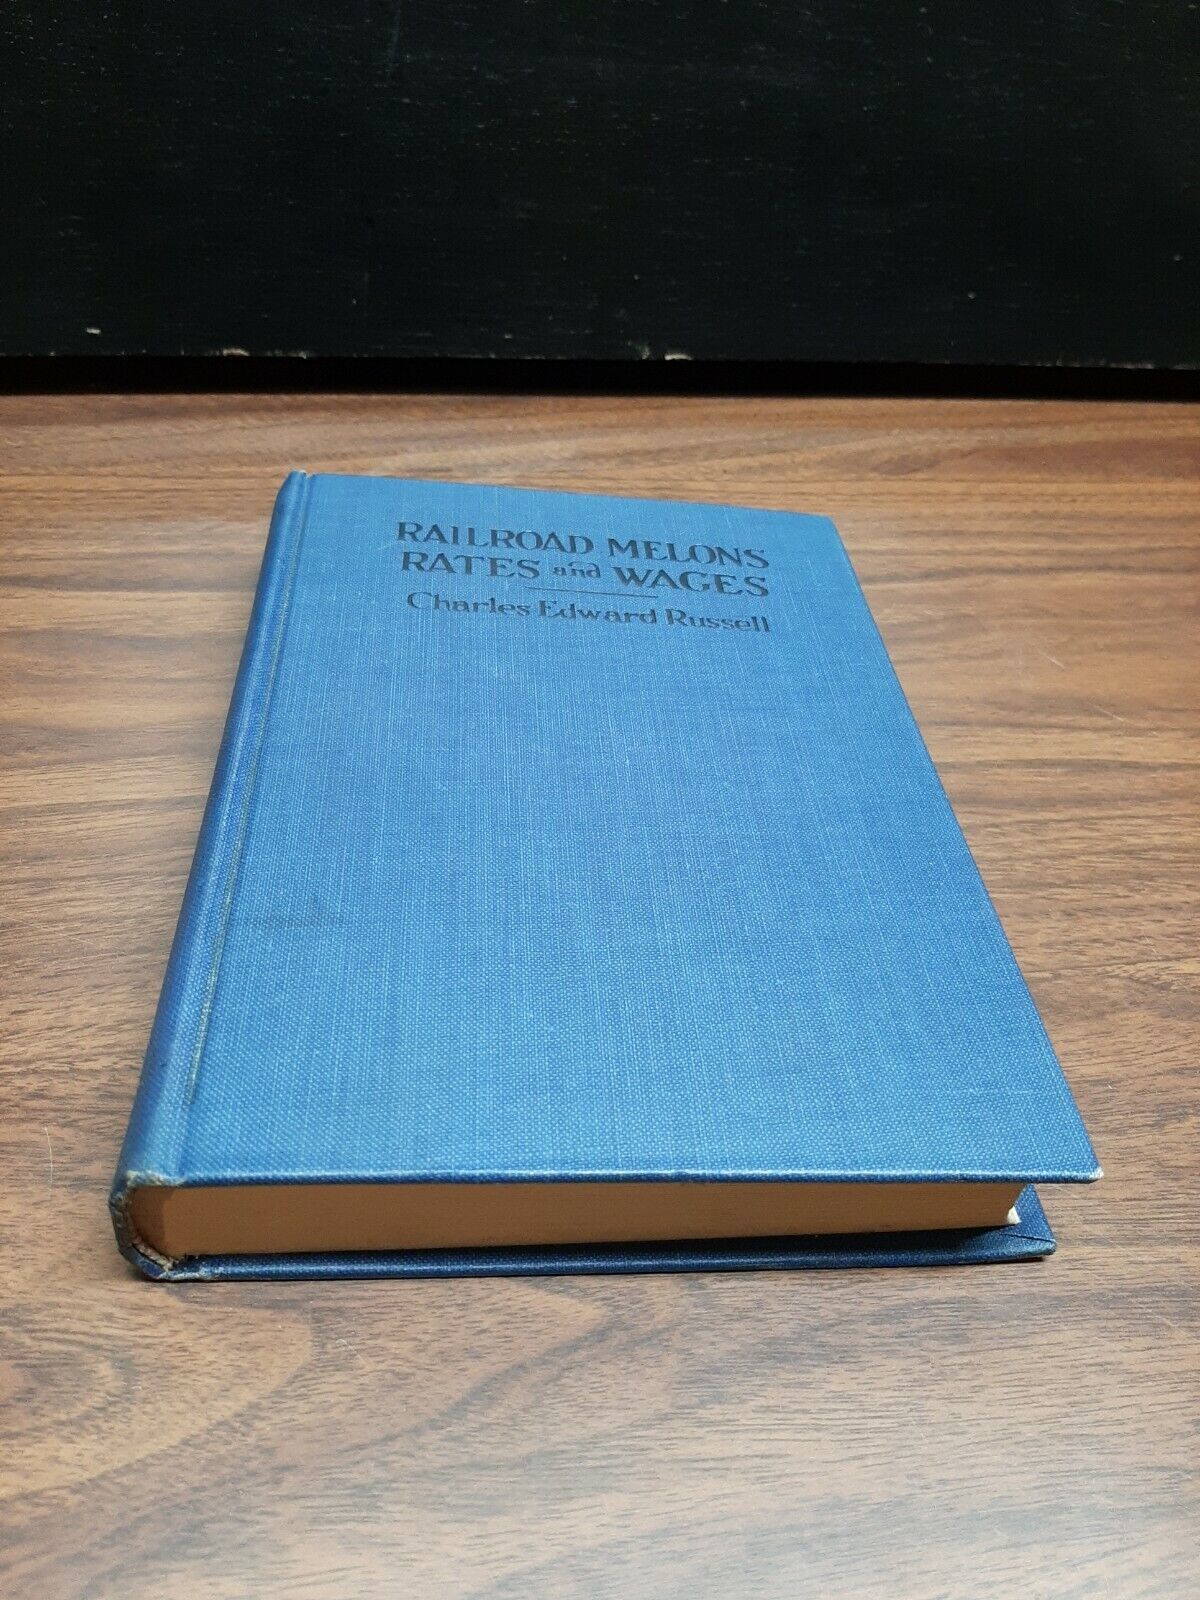 RAILROAD MELONS
RATES and WAGES
Charles Edward Russell